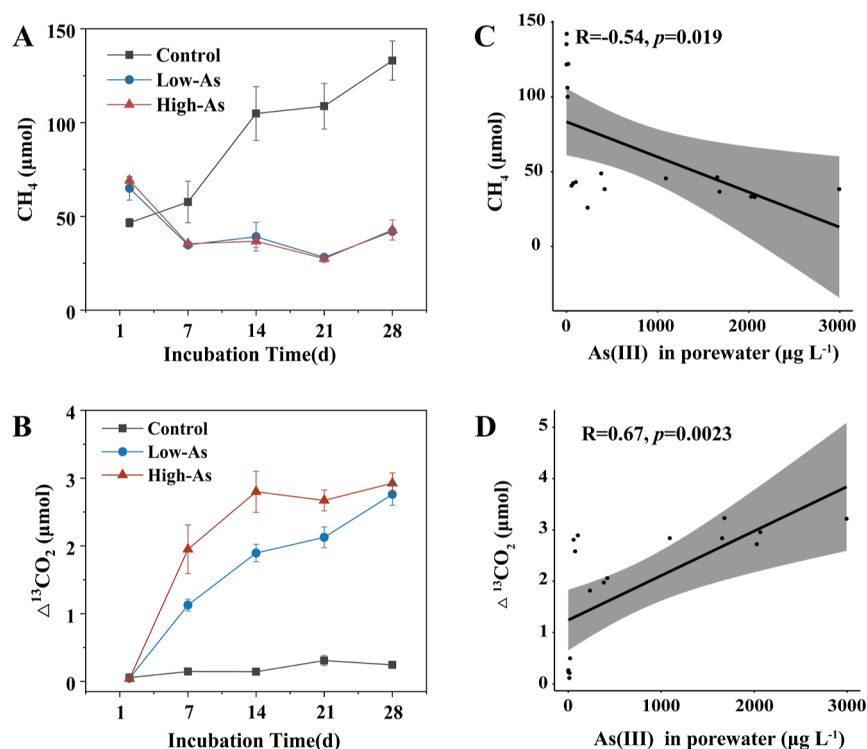 A
150
100
50
0
CH₄ (μmol)
Control
Low-As
High-As
1 7 14 21 28
Incubation Time(d)
C
150
100
50
0
CH₄ (μmol)
R=-0.54, p=0.019
0 1000 2000 3000
As(III) in porewater (μg L⁻¹)
B
4
3
2
1
0
△¹³CO₂ (μmol)
Control
Low-As
High-As
1 7 14 21 28
Incubation Time(d)
D
5
4
3
2
1
0
△¹³CO₂ (μmol)
R=0.67, p=0.0023
0 1000 2000 3000
As(III) in porewater (μg L⁻¹)